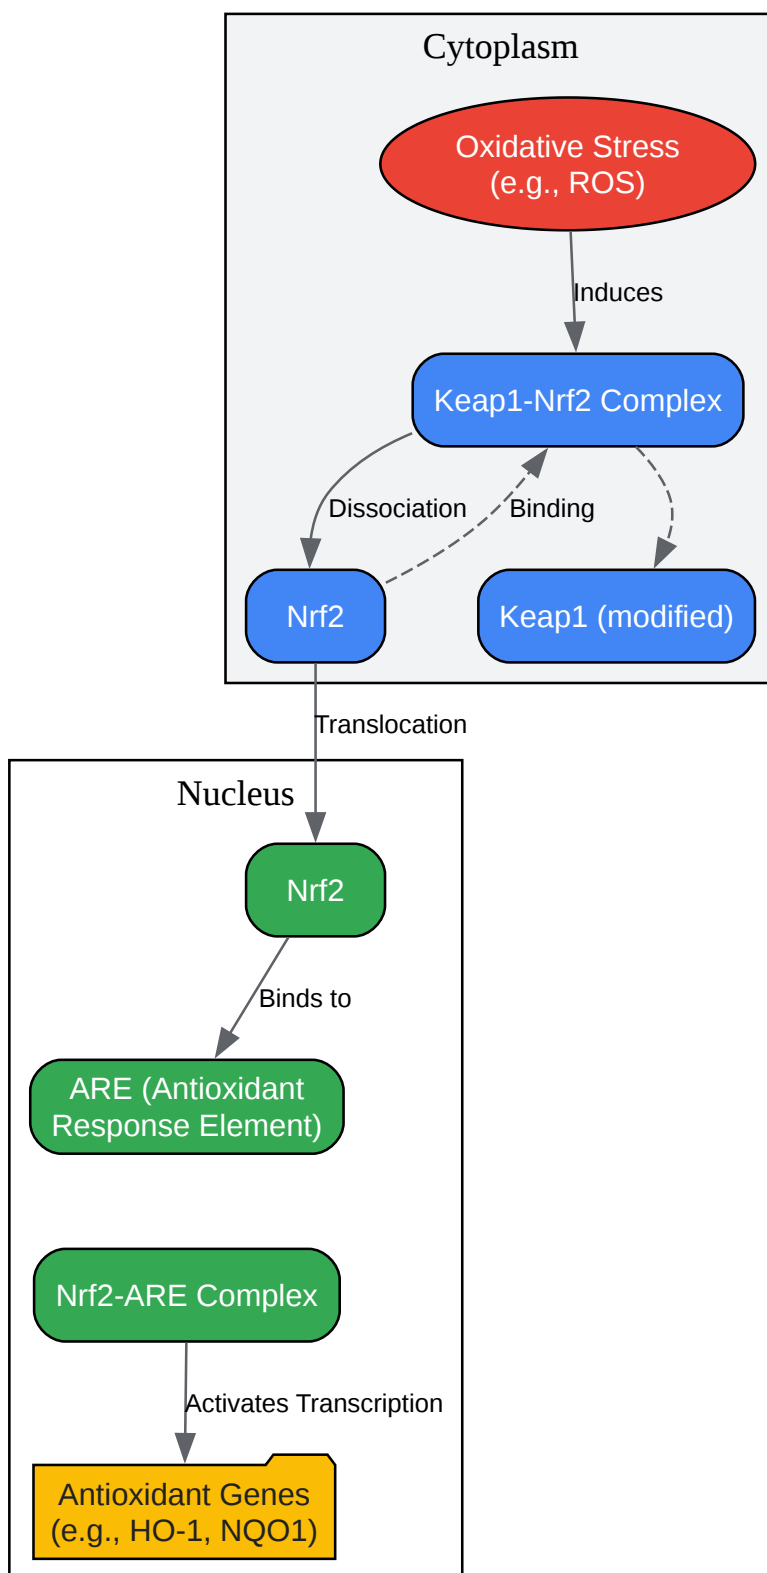 Cytoplasm
Oxidative Stress
(e.g., ROS)
Induces
Keap1-Nrf2 Complex
Dissociation
Binding
Nrf2
Keap1 (modified)
Translocation
Nucleus
Nrf2
Binds to
ARE (Antioxidant
Response Element)
Nrf2-ARE Complex
Activates Transcription
Antioxidant Genes
(e.g., HO-1, NQO1)